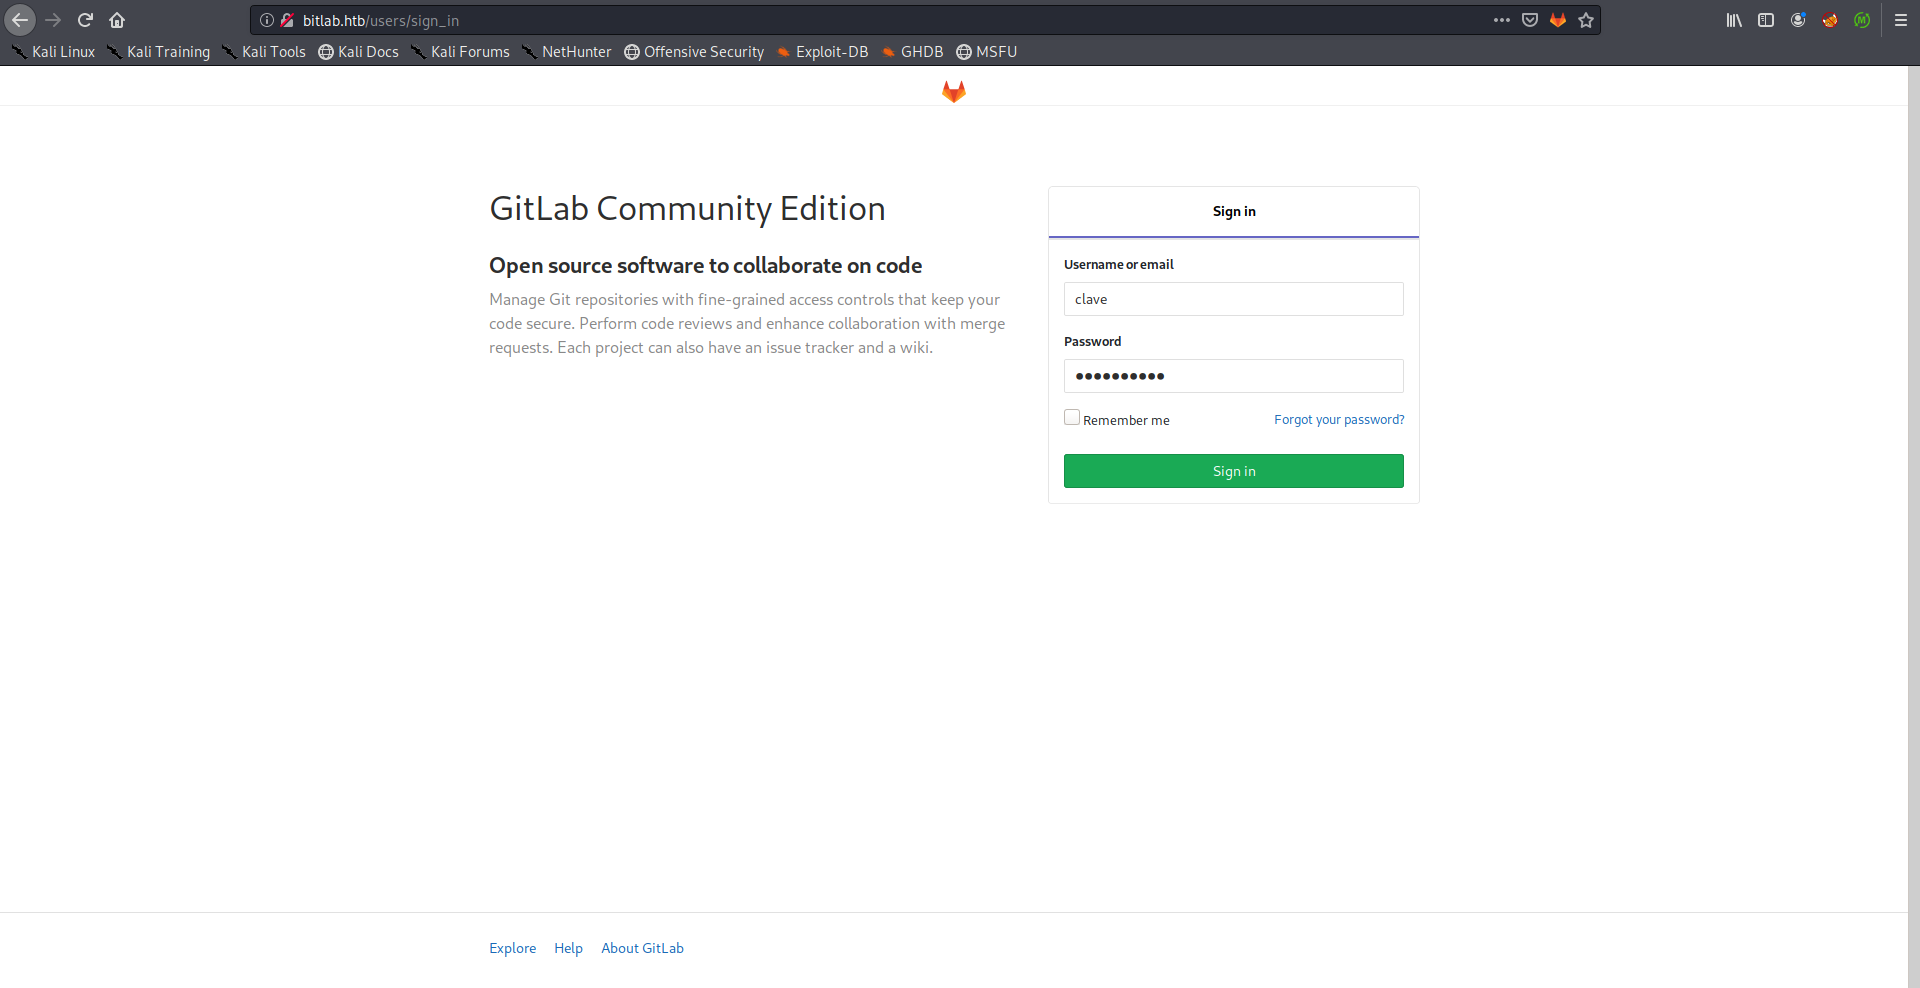 bitlab.htb/users/sign_in
Kali Linux Kali Training Kali Tools Kali Docs Kali Forums NetHunter Offensive Security Exploit-DB GHDB MSFU
GitLab Community Edition
Open source software to collaborate on code
Manage Git repositories with fine-grained access controls that keep your
code secure. Perform code reviews and enhance collaboration with merge
requests. Each project can also have an issue tracker and a wiki.
Sign in
Username or email
clave
Password
●●●●●●●●●●
Remember me Forgot your password?
Sign in
Explore Help About GitLab